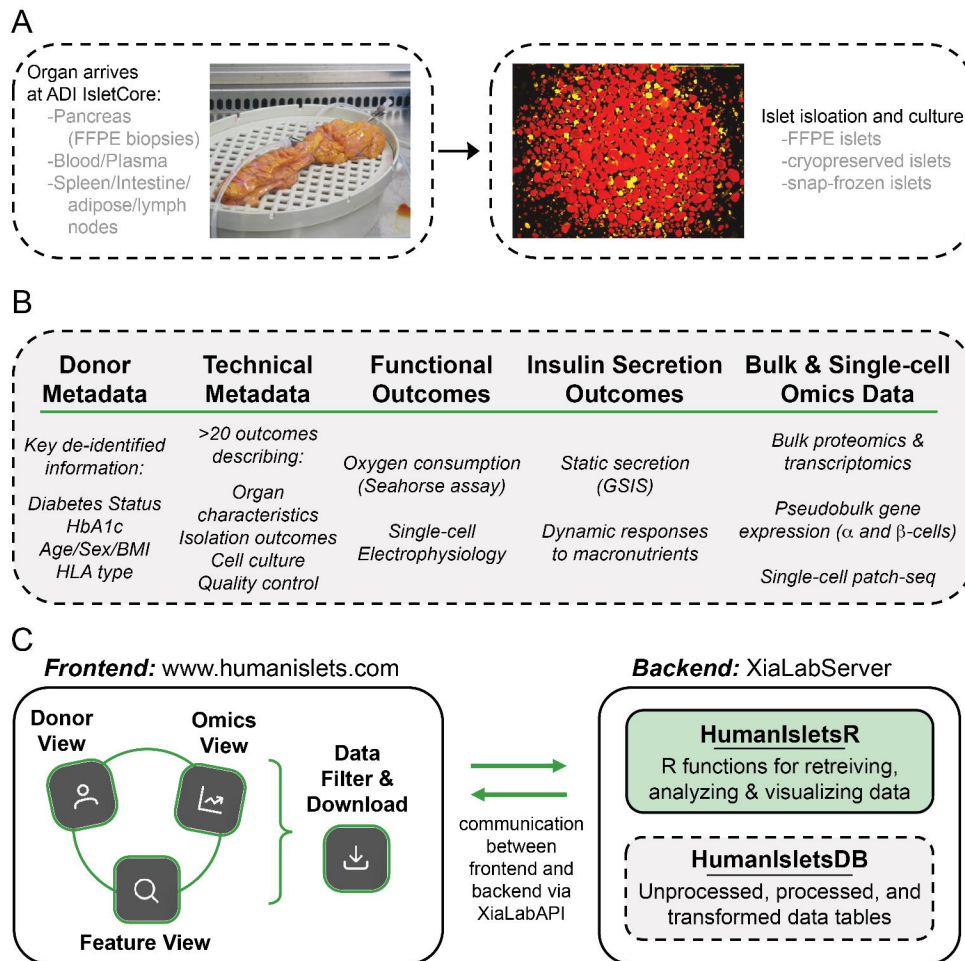 A
Organ arrives
at ADI IsletCore:
-Pancreas
(FFPE biopsies)
-Blood/Plasma
-Spleen/Intestine/
adipose/lymph
nodes
Islet isloation and culture
-FFPE islets
-cryopreserved islets
-snap-frozen islets
B
Donor
Metadata
Key de-identified
information:
Diabetes Status
HbA1c
Age/Sex/BMI
HLA type
Technical
Metadata
>20 outcomes
describing:
Organ
characteristics
Isolation outcomes
Cell culture
Quality control
Functional
Outcomes
Oxygen consumption
(Seahorse assay)
Single-cell
Electrophysiology
Insulin Secretion
Outcomes
Static secretion
(GSIS)
Dynamic responses
to macronutrients
Bulk & Single-cell
Omics Data
Bulk proteomics &
transcriptomics
Pseudobulk gene
expression (α and β-cells)
Single-cell patch-seq
C
Frontend: www.humanislets.com
Donor
View
Omics
View
Feature View
Data
Filter &
Download
communication
between
frontend and
backend via
XiaLabAPI
Backend: XiaLabServer
HumanIsletsR
R functions for retreiving,
analyzing & visualizing data
HumanIsletsDB
Unprocessed, processed, and
transformed data tables